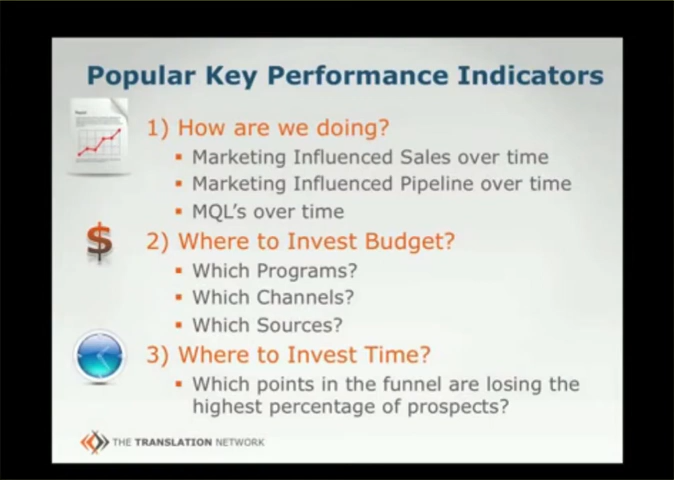 Popular Key Performance Indicators
1) How are we doing?
▪ Marketing Influenced Sales over time
▪ Marketing Influenced Pipeline over time
▪ MQL's over time
2) Where to Invest Budget?
▪ Which Programs?
▪ Which Channels?
▪ Which Sources?
3) Where to Invest Time?
▪ Which points in the funnel are losing the
highest percentage of prospects?
THE TRANSLATION NETWORK